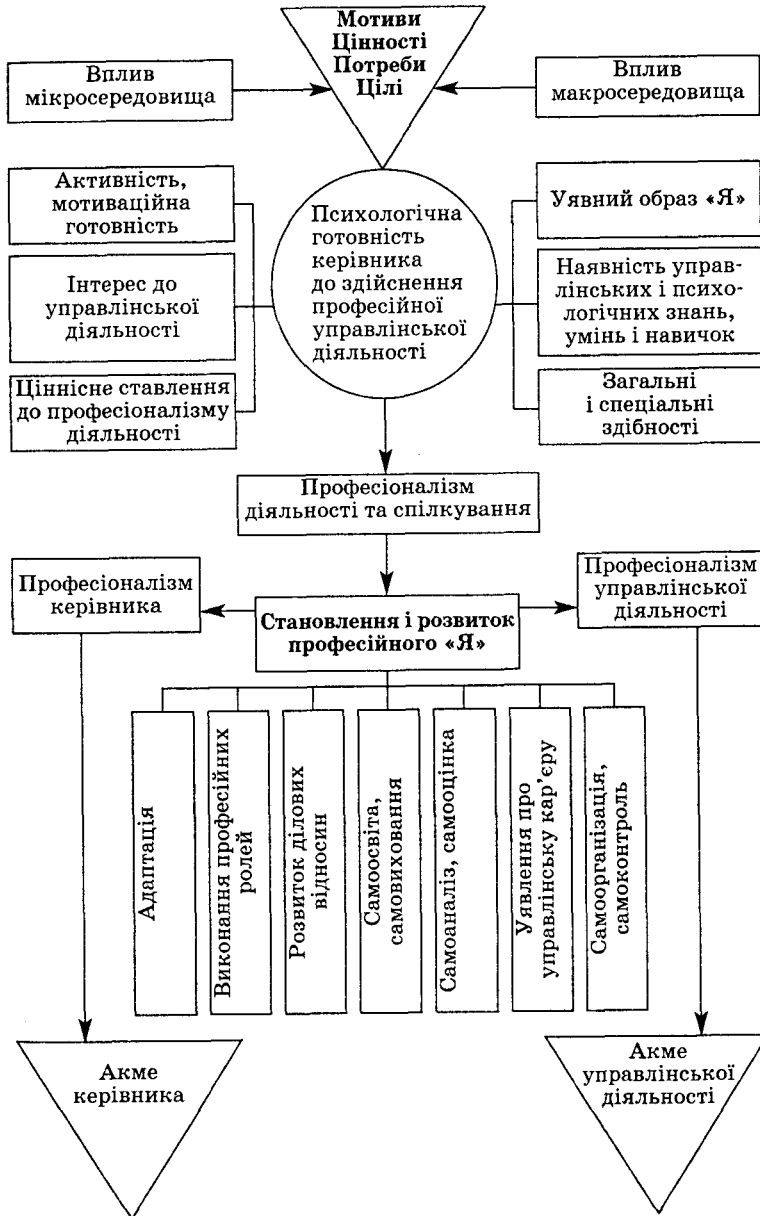 Мотиви
Цінності
Потреби
Цілі
Вплив
мікросередовища
Вплив
макросередовища
Активність,
мотиваційна
готовність
Інтерес до
управлінської
діяльності
Ціннісне ставлення
до професіоналізму
діяльності
Психологічна
готовність
керівника
до здійснення
професійної
управлінської
діяльності
Уявний образ «Я»
Наявність управ-
лінських і психо-
логічних знань,
умінь і навичок
Загальні
і спеціальні
здібності
Професіоналізм
діяльності та спілкування
Професіоналізм
керівника
Становлення і розвиток
професійного «Я»
Професіоналізм
управлінської
діяльності
Адаптація
Виконання професійних
ролей
Розвиток ділових
відносин
Самоосвіта,
самовиховання
Самоаналіз, самооцінка
Уявлення про
управлінську кар’єру
Самоорганізація,
самоконтроль
Акме
керівника
Акме
управлінської
діяльності